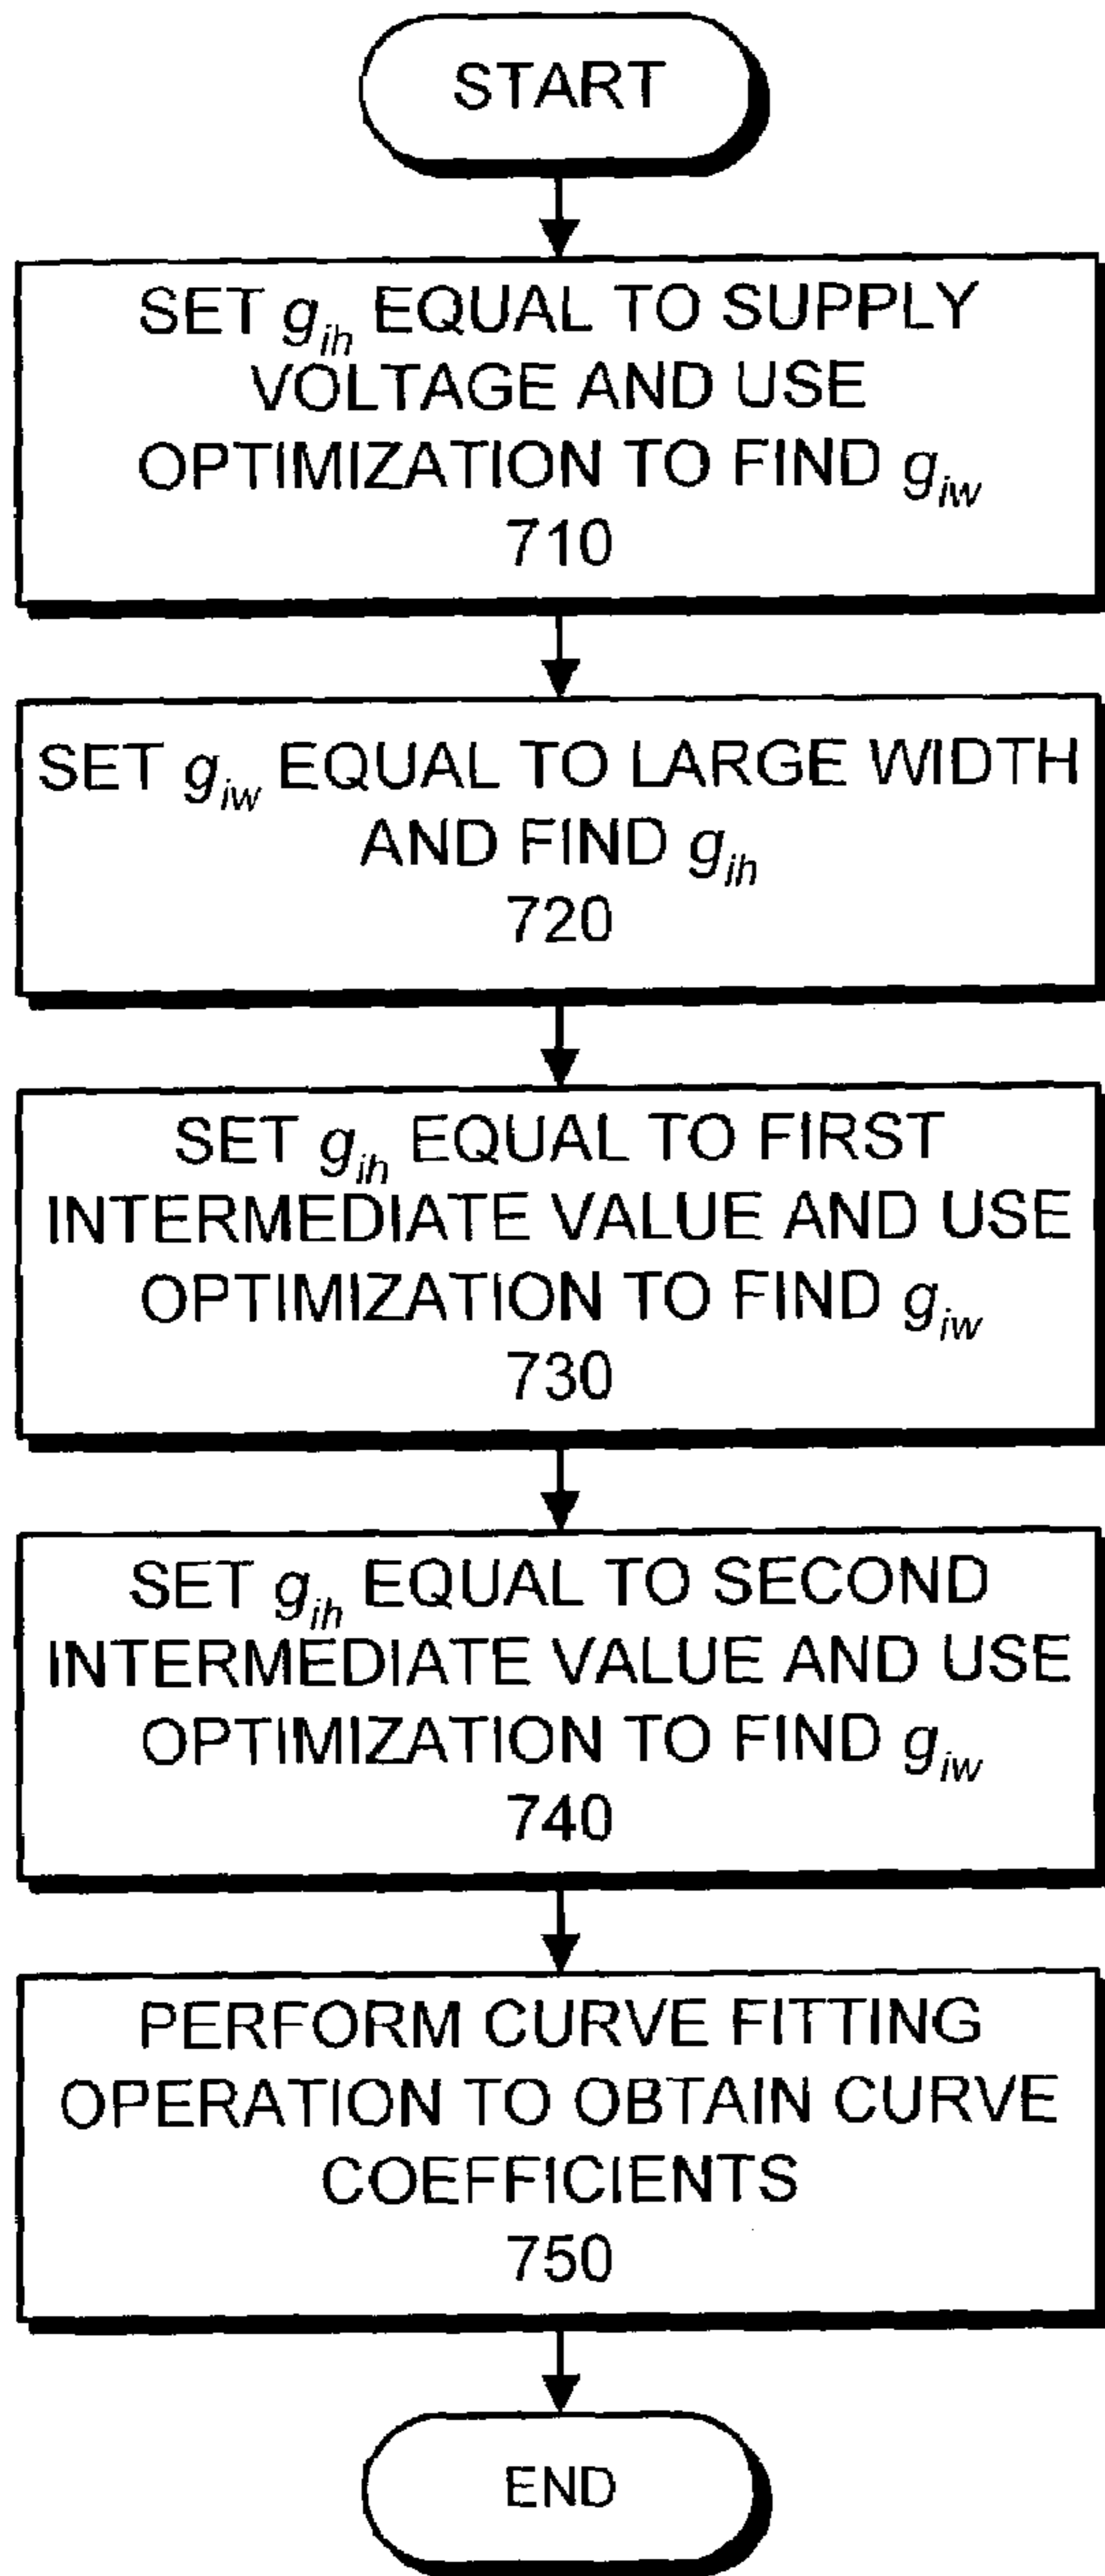 START
SET g_ih EQUAL TO SUPPLY
VOLTAGE AND USE
OPTIMIZATION TO FIND g_iw
710
SET g_iw EQUAL TO LARGE WIDTH
AND FIND g_ih
720
SET g_ih EQUAL TO FIRST
INTERMEDIATE VALUE AND USE
OPTIMIZATION TO FIND g_iw
730
SET g_ih EQUAL TO SECOND
INTERMEDIATE VALUE AND USE
OPTIMIZATION TO FIND g_iw
740
PERFORM CURVE FITTING
OPERATION TO OBTAIN CURVE
COEFFICIENTS
750
END